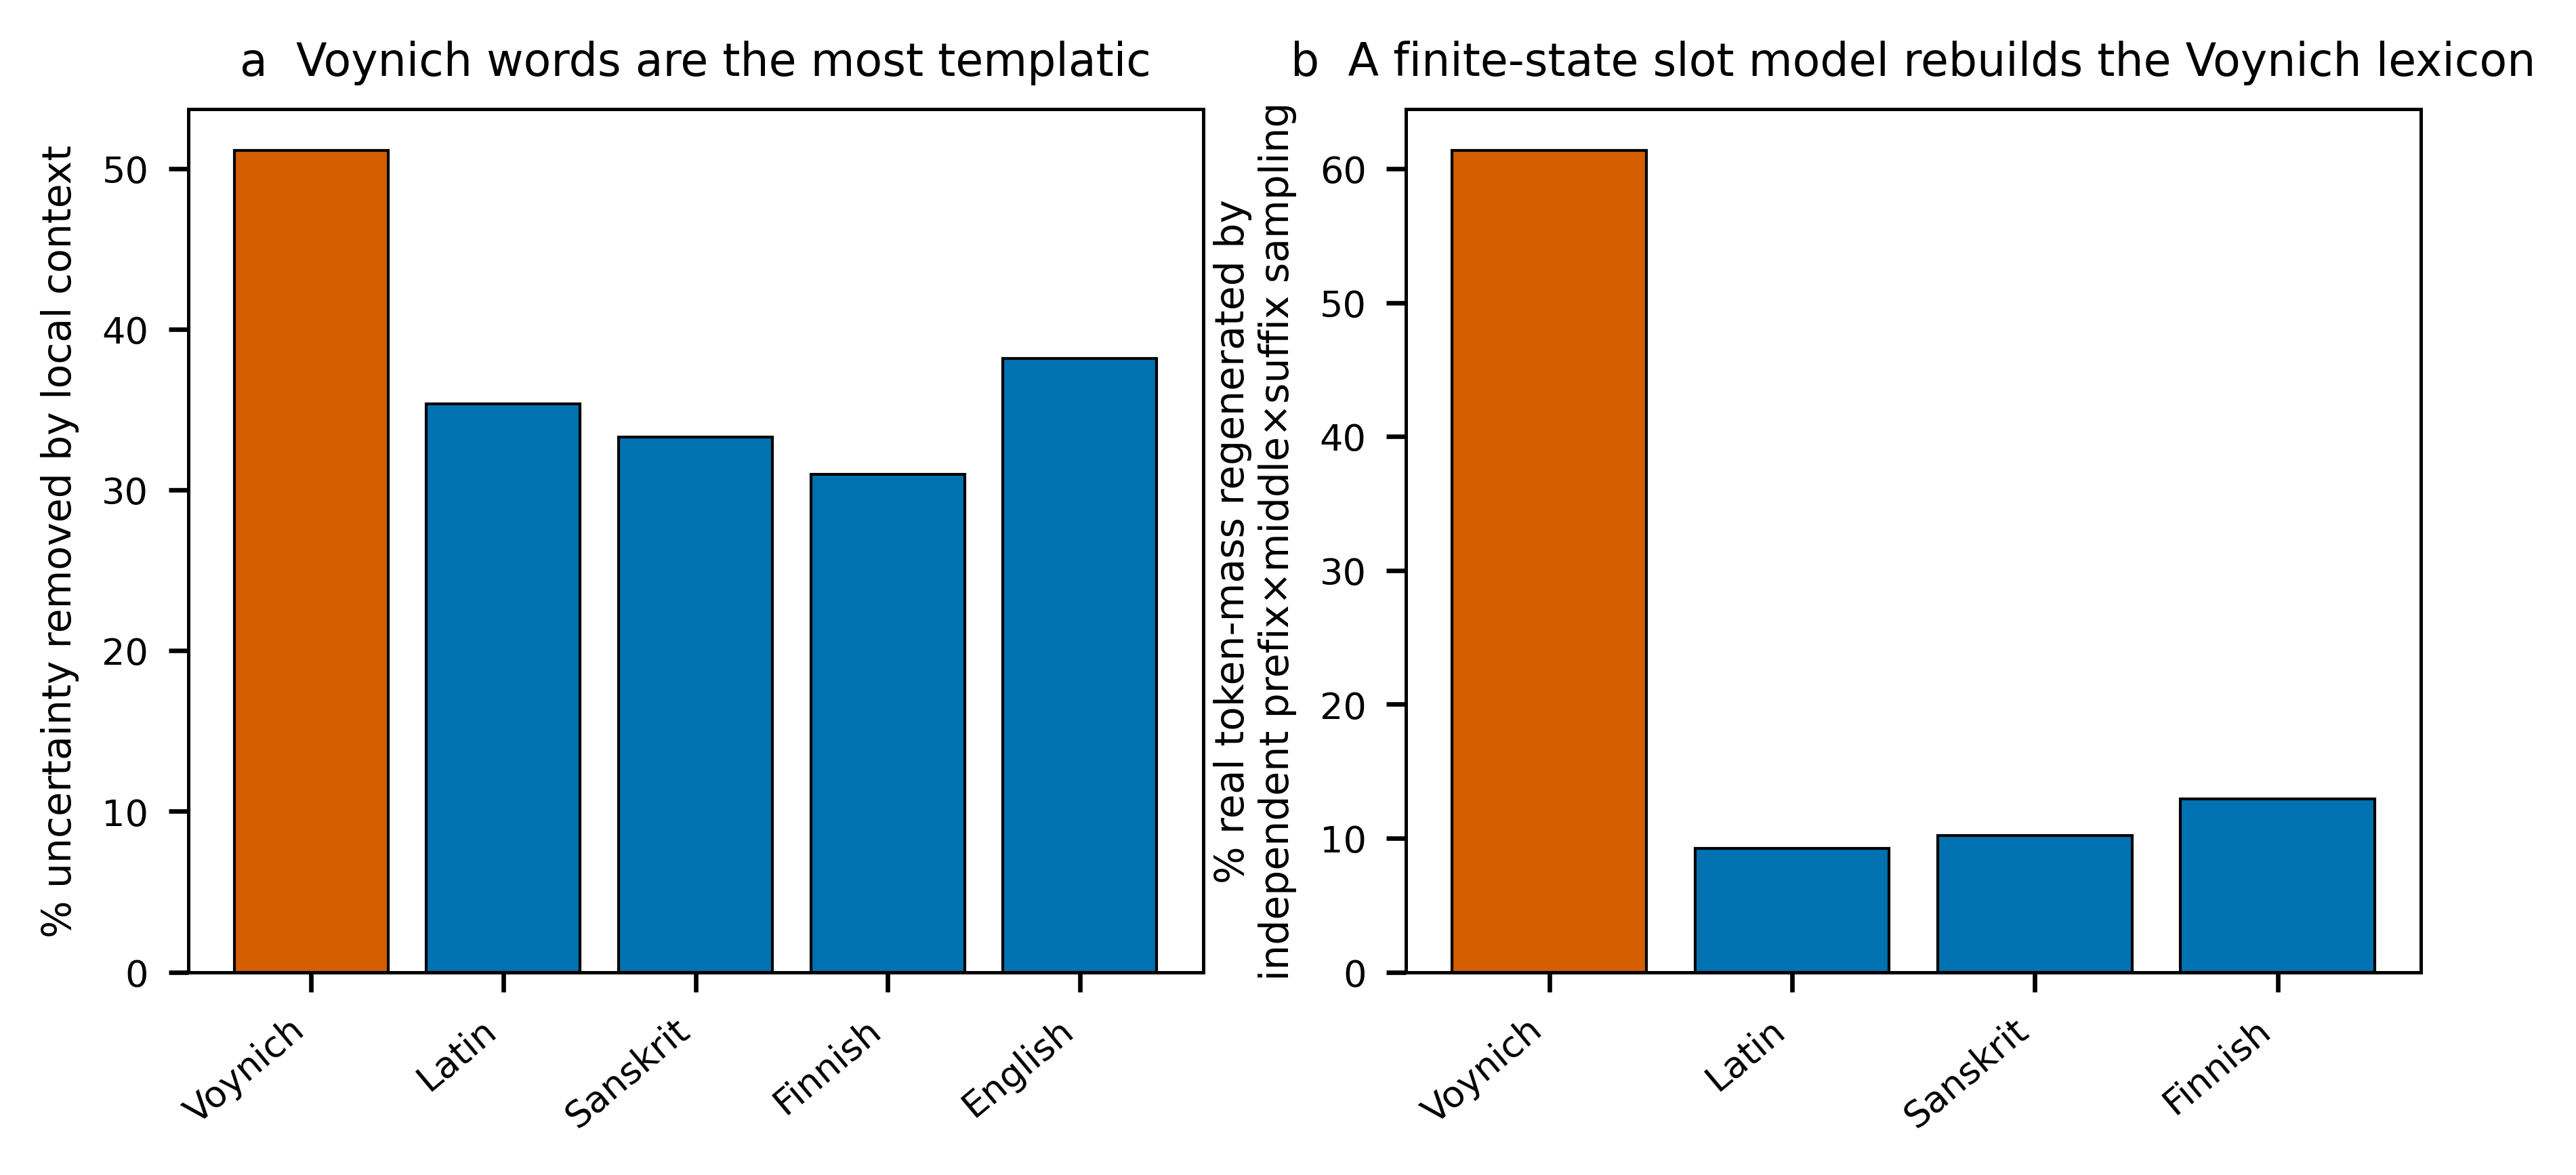 a  Voynich words are the most templatic
% uncertainty removed by local context
50
40
30
20
10
0
Voynich
Latin
Sanskrit
Finnish
English
b  A finite-state slot model rebuilds the Voynich lexicon
% real token-mass regenerated by
independent prefix×middle×suffix sampling
60
50
40
30
20
10
0
Voynich
Latin
Sanskrit
Finnish